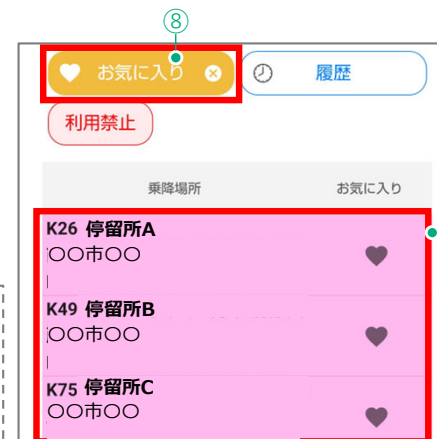 ⑧
お気に入り
履歴
利用禁止
乗降場所 お気に入り
K26 停留所A
〇〇市〇〇
K49 停留所B
〇〇市〇〇
K75 停留所C
〇〇市〇〇